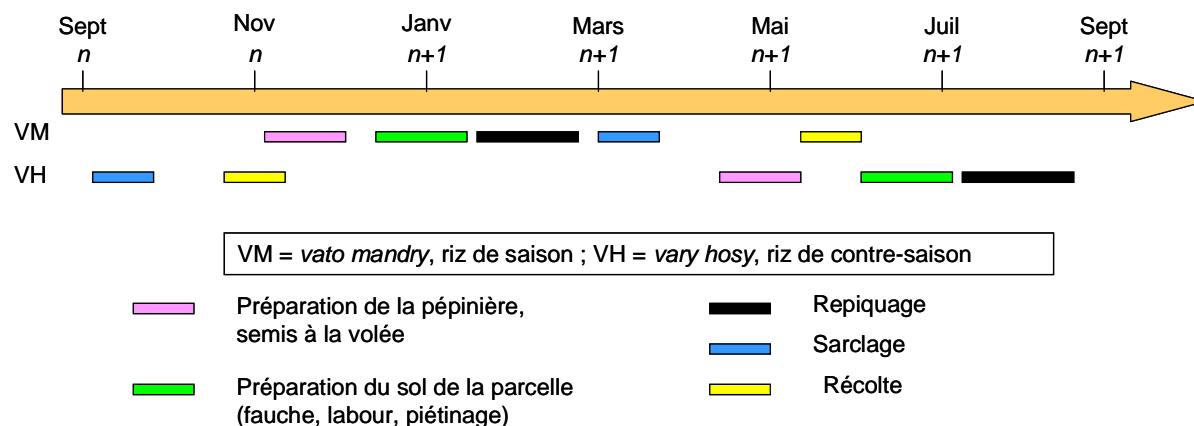 Sept Nov Janv Mars Mai Juil Sept
n n n+1 n+1 n+1 n+1 n+1
VM
VH
VM = vato mandry, riz de saison ; VH = vary hosy, riz de contre-saison
Préparation de la pépinière,
semis à la volée
Préparation du sol de la parcelle
(fauche, labour, piétinage)
Repiquage
Sarclage
Récolte